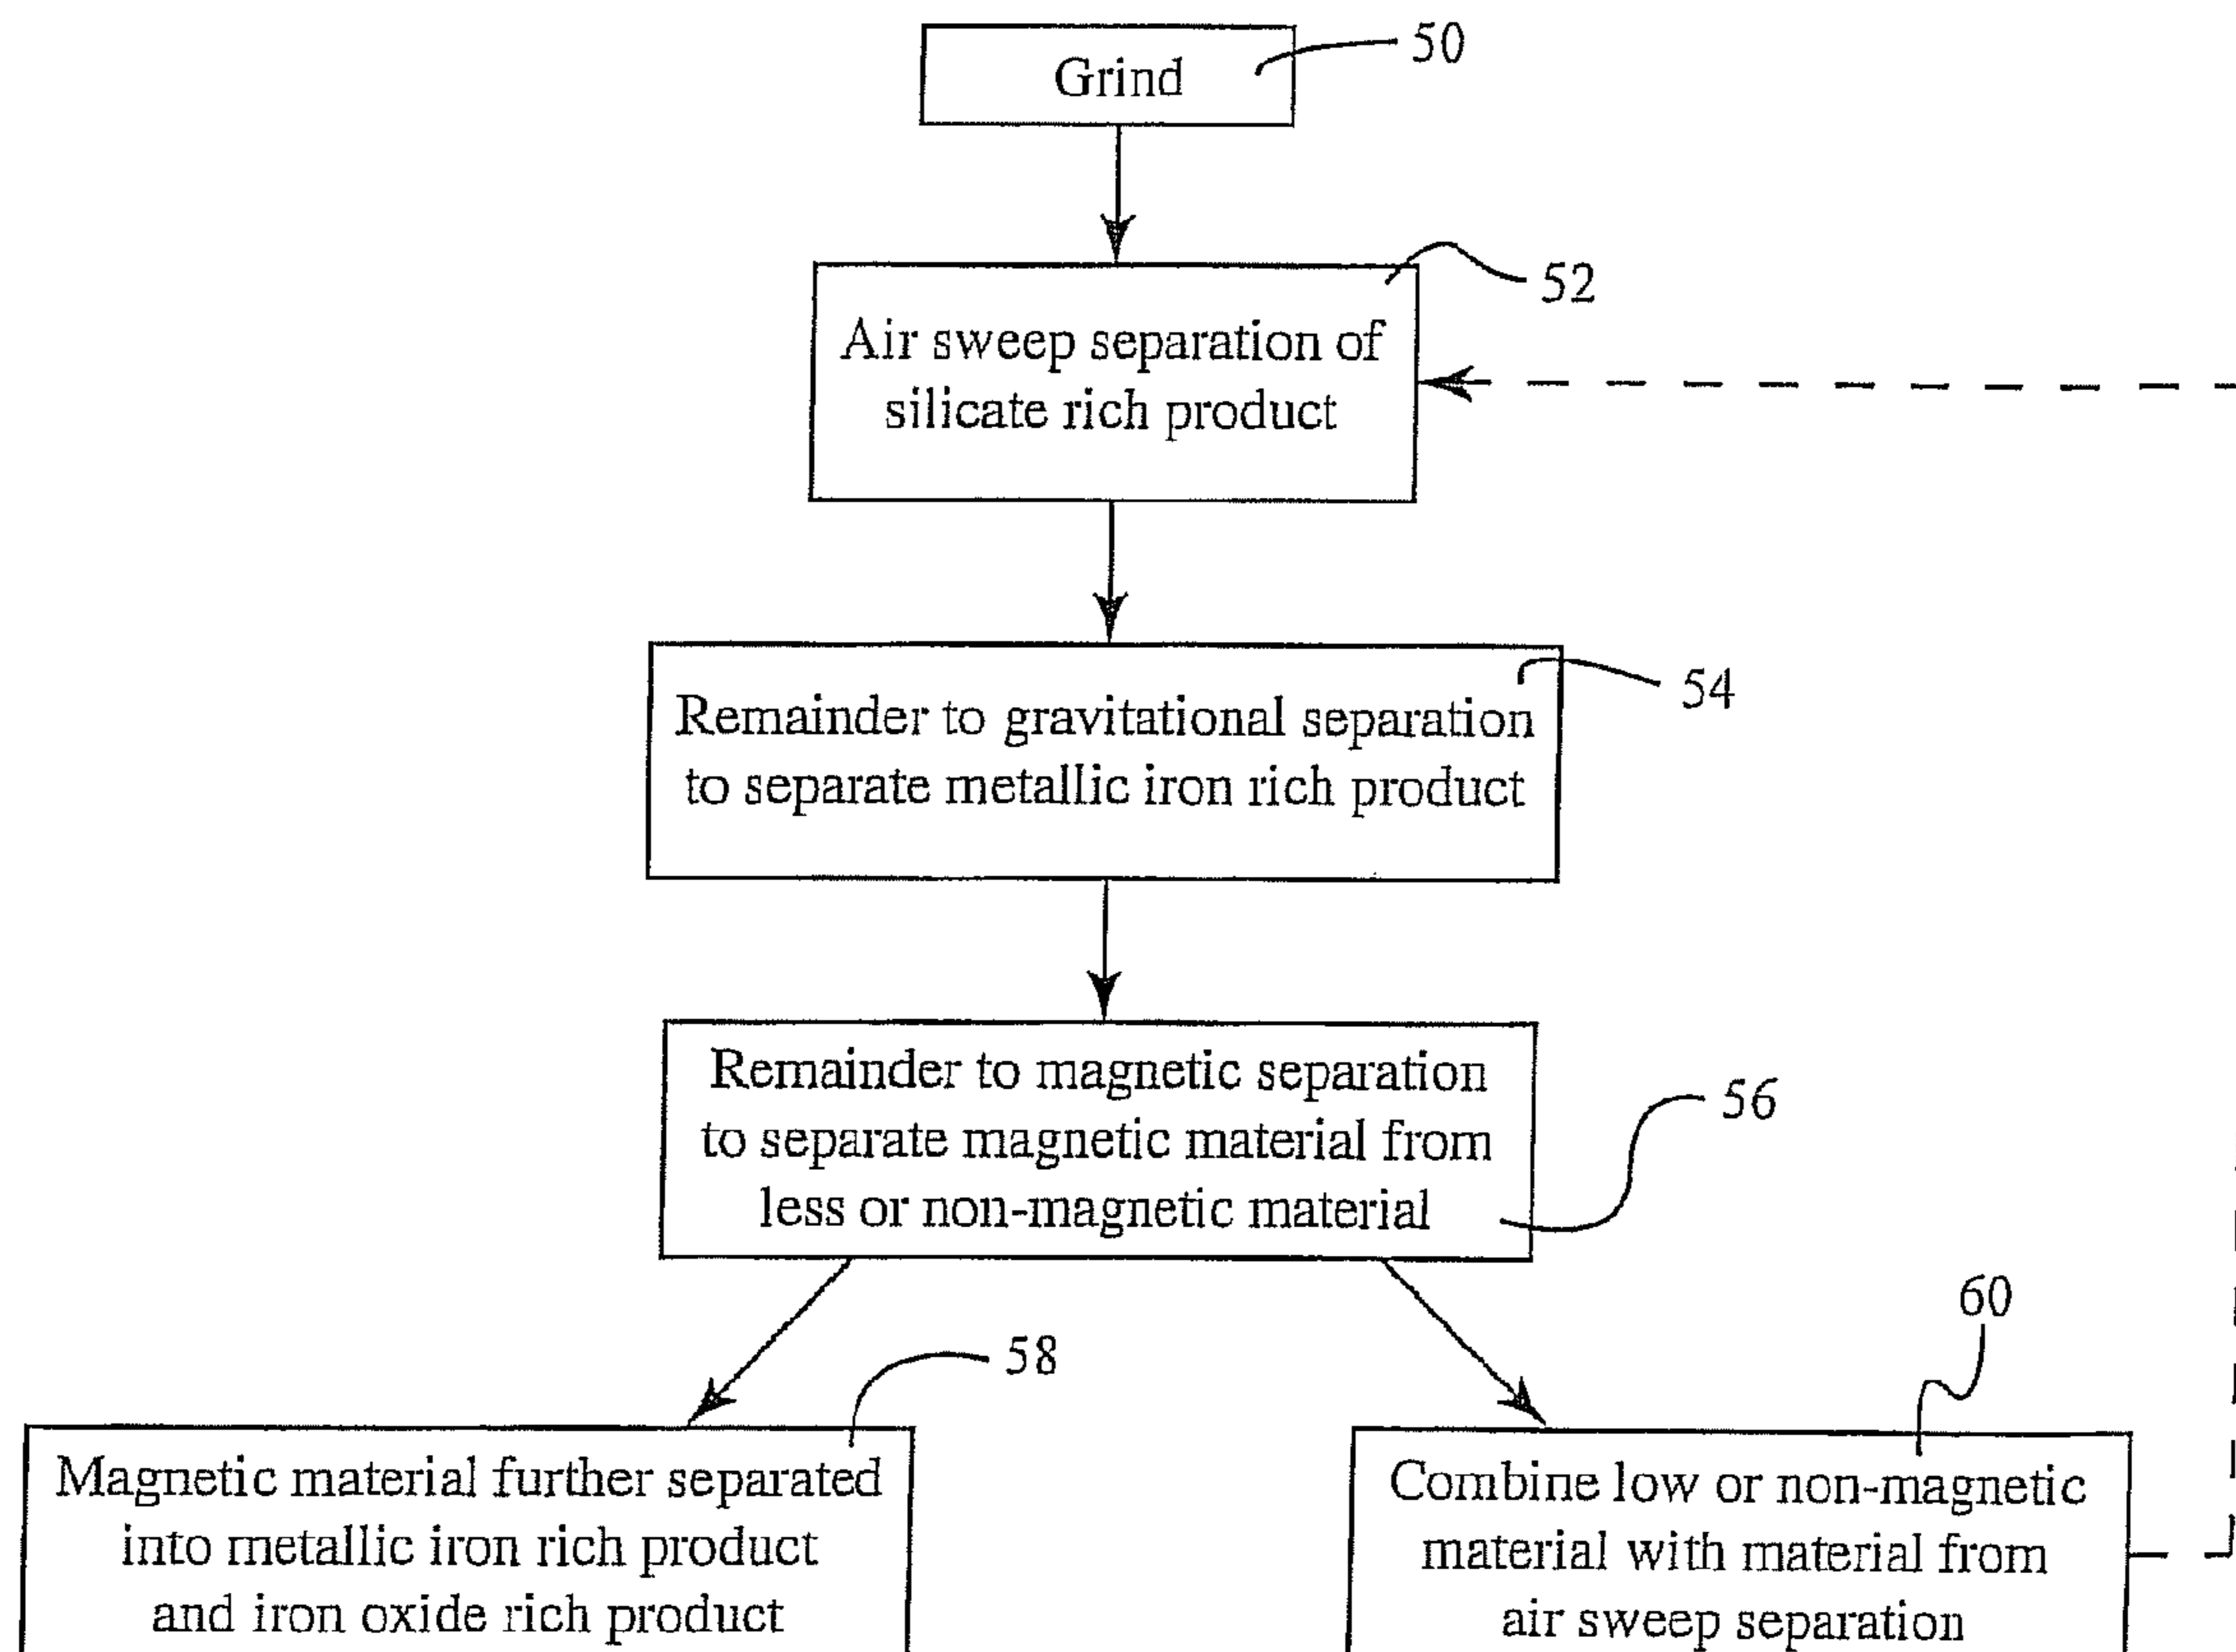 Grind
50
Air sweep separation of
silicate rich product
52
Remainder to gravitational separation
to separate metallic iron rich product
54
Remainder to magnetic separation
to separate magnetic material from
less or non-magnetic material
56
58
Magnetic material further separated
into metallic iron rich product
and iron oxide rich product
60
Combine low or non-magnetic
material with material from
air sweep separation